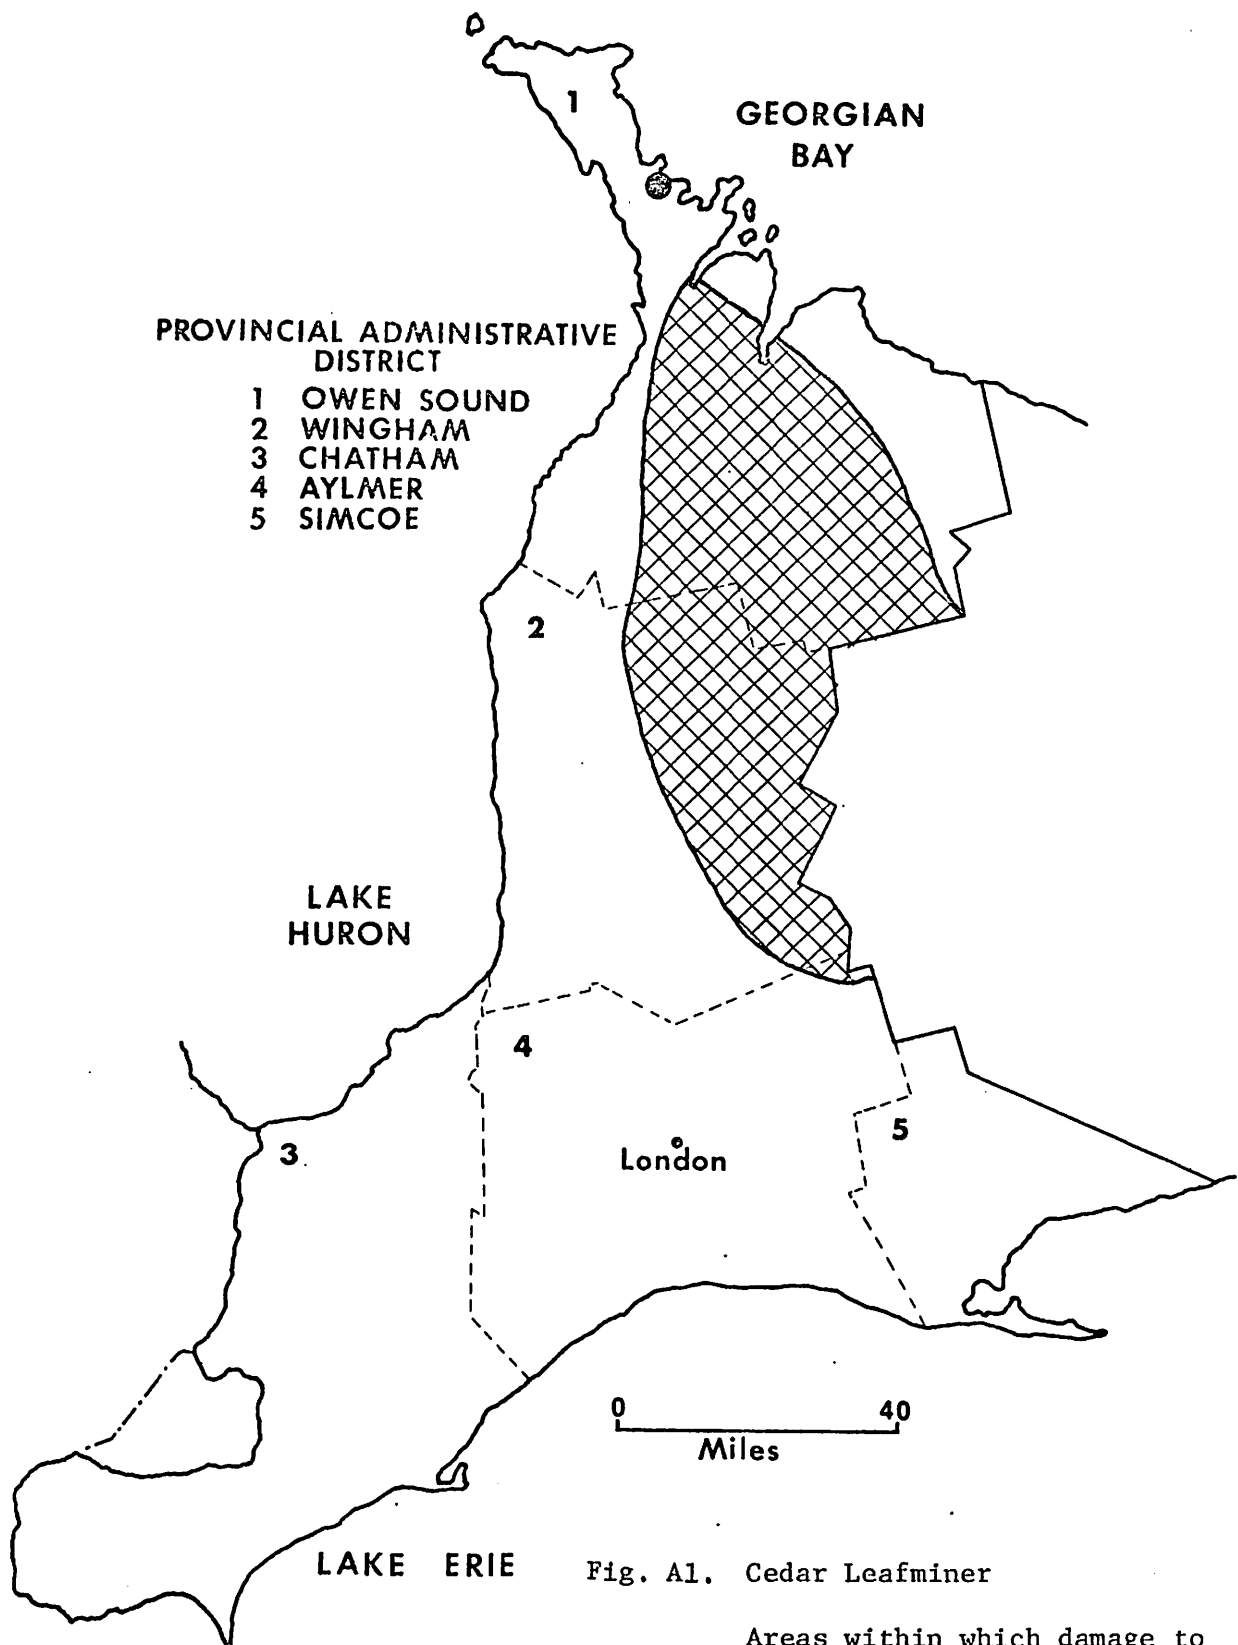 1
GEORGIAN
BAY
PROVINCIAL ADMINISTRATIVE
DISTRICT
1 OWEN SOUND
2 WINGHAM
3 CHATHAM
4 AYLMER
5 SIMCOE
2
LAKE
HURON
4
5
3
London
0 40
Miles
LAKE ERIE
Fig. A1. Cedar Leafminer
Areas within which damage to